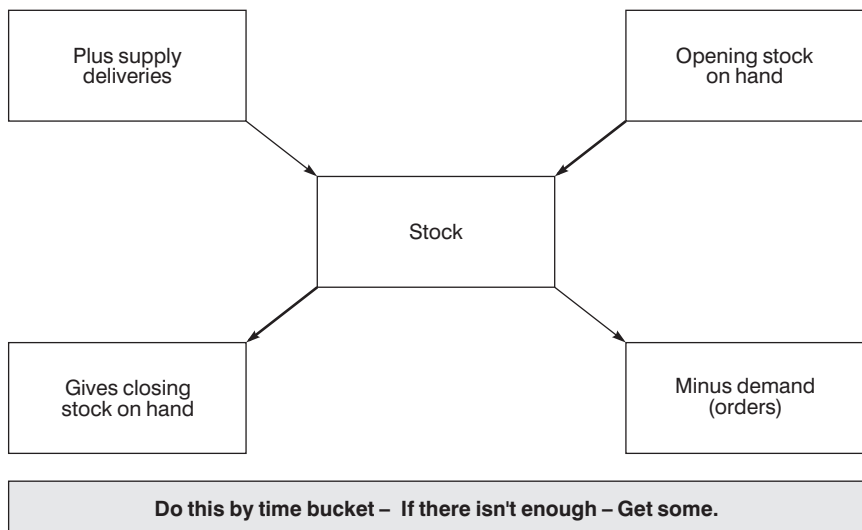 Plus supply
deliveries
Opening stock
on hand
Stock
Gives closing
stock on hand
Minus demand
(orders)
Do this by time bucket – If there isn't enough – Get some.